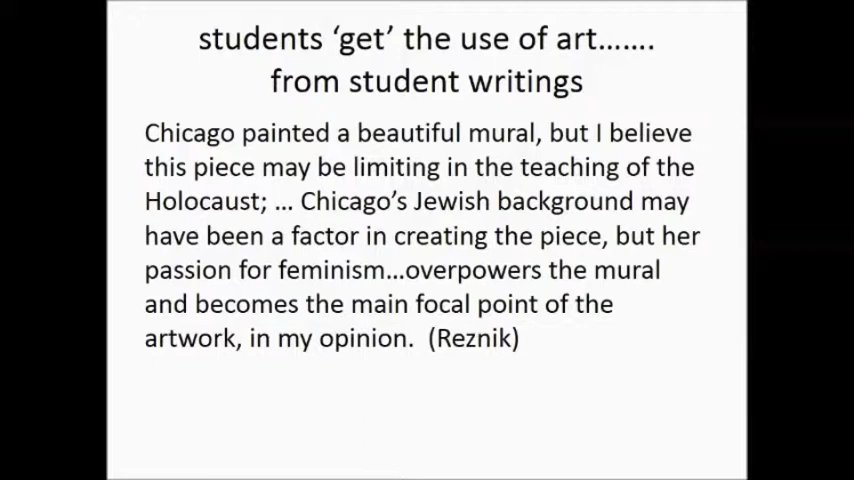 students ‘get’ the use of art…….
from student writings
Chicago painted a beautiful mural, but I believe
this piece may be limiting in the teaching of the
Holocaust; … Chicago’s Jewish background may
have been a factor in creating the piece, but her
passion for feminism…overpowers the mural
and becomes the main focal point of the
artwork, in my opinion.  (Reznik)